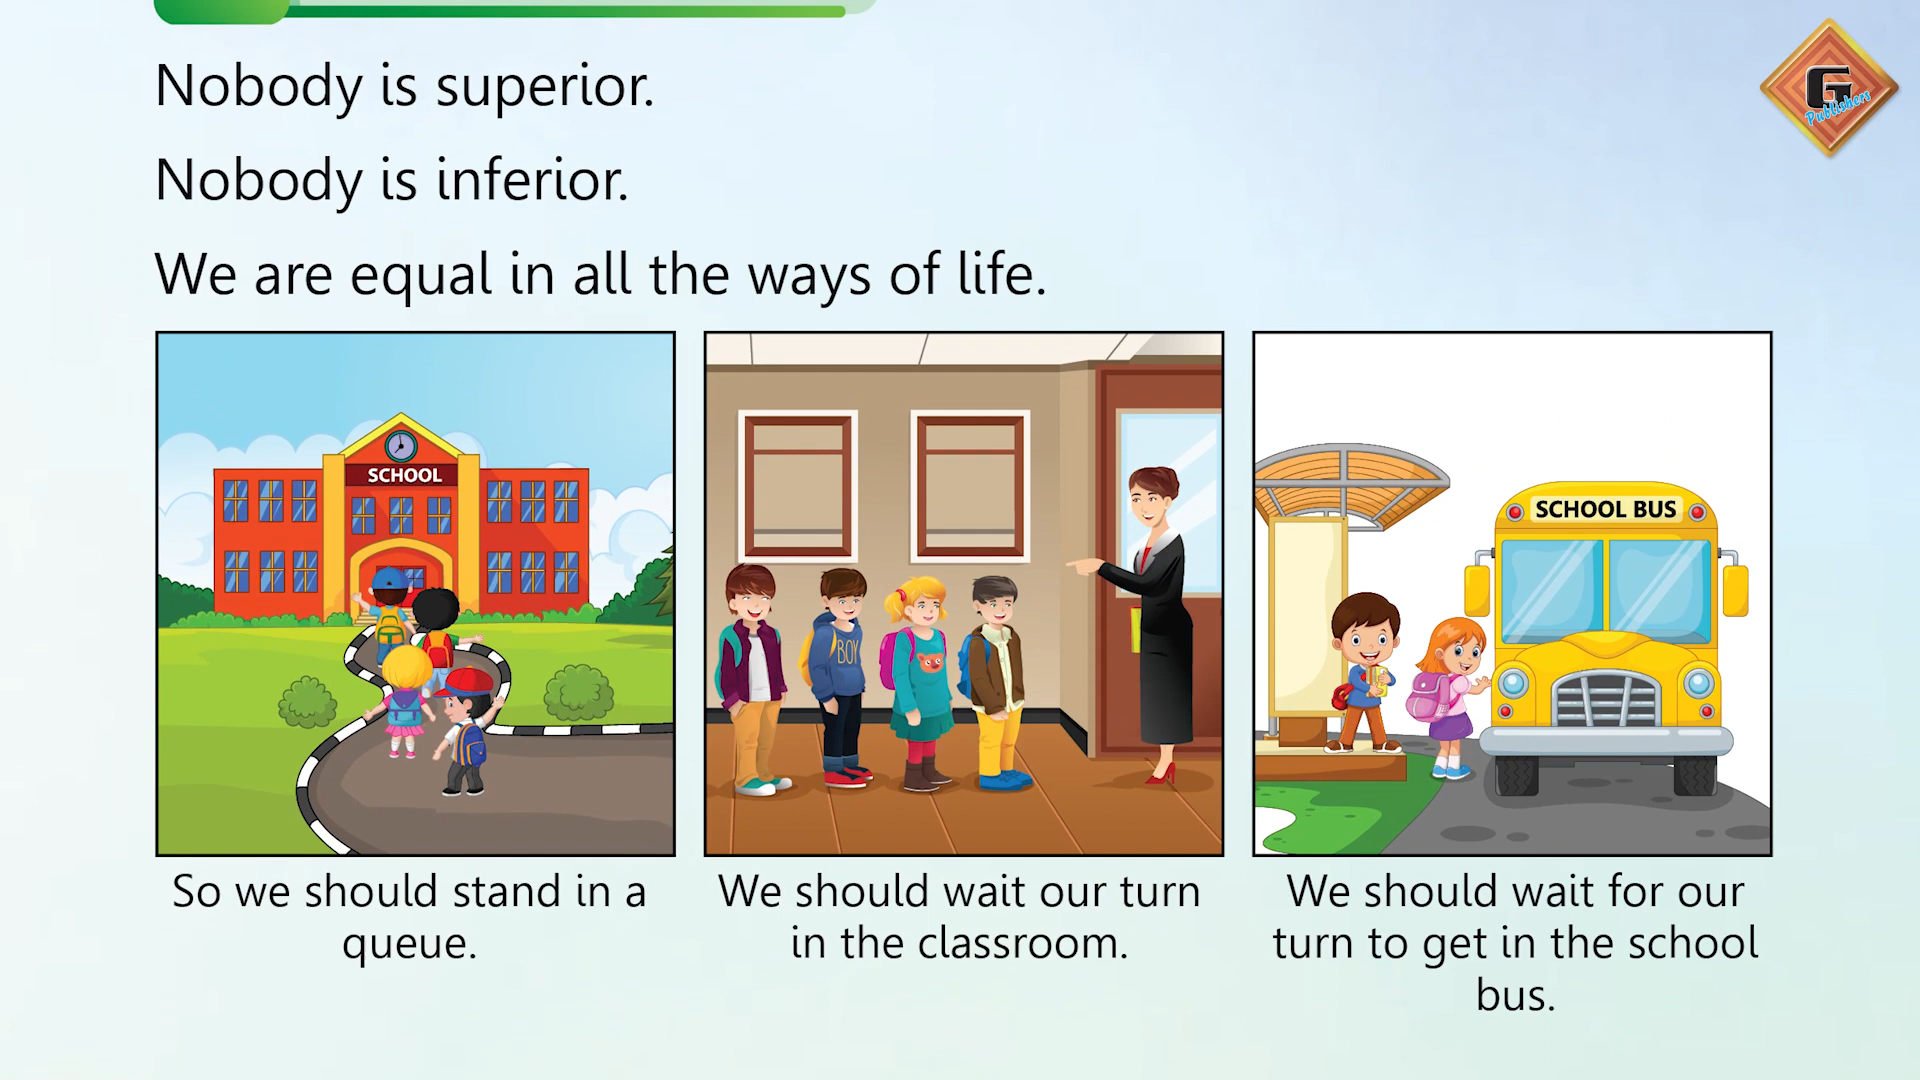 G
Publishers
Nobody is superior.
Nobody is inferior.
We are equal in all the ways of life.
SCHOOL
BOY
SCHOOL BUS
So we should stand in a
queue.
We should wait our turn
in the classroom.
We should wait for our
turn to get in the school
bus.